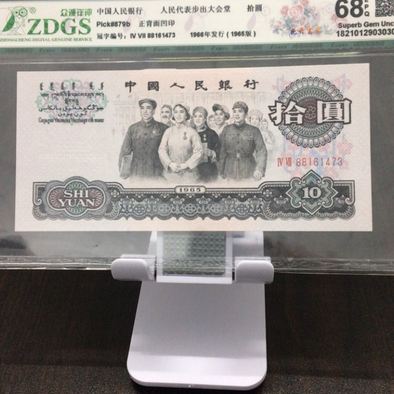 众诚评级
ZDGS
ZHONGCHENG DIGITAL GENUINE SERVICE
中国人民银行 人民代表步出大会堂 拾圆
Pick#879b 正背面凹印
冠字编号: IV VII 88161473 1966年发行 (1965版)
68 EPQ
Superb Gem Unc
1821012903030
中國人民銀行
拾圓
IV VII 88161473
1965
SHI
YUAN
10